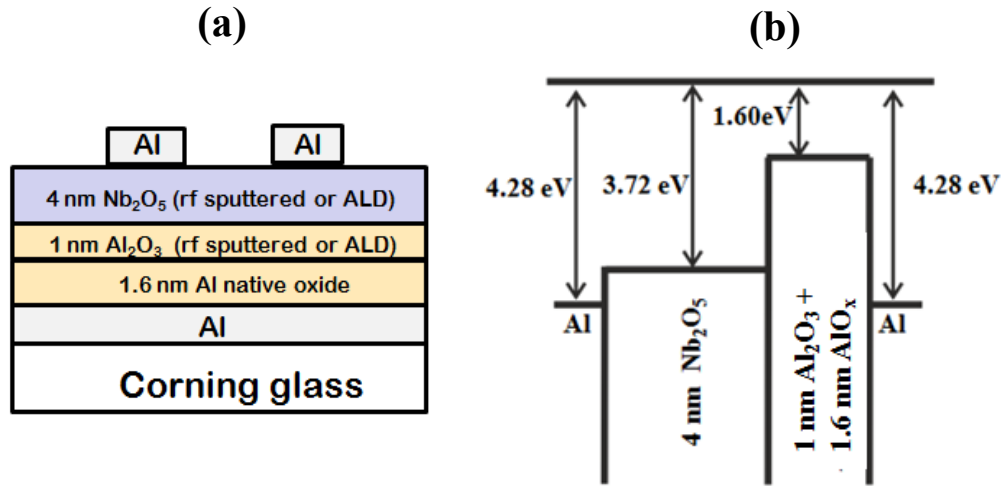 (a)
Al
Al
4 nm Nb₂O₅ (rf sputtered or ALD)
1 nm Al₂O₃ (rf sputtered or ALD)
1.6 nm Al native oxide
Al
Corning glass
(b)
1.60eV
4.28 eV
3.72 eV
4.28 eV
Al
4 nm Nb₂O₅
1 nm Al₂O₃ +
1.6 nm AlOₓ
Al